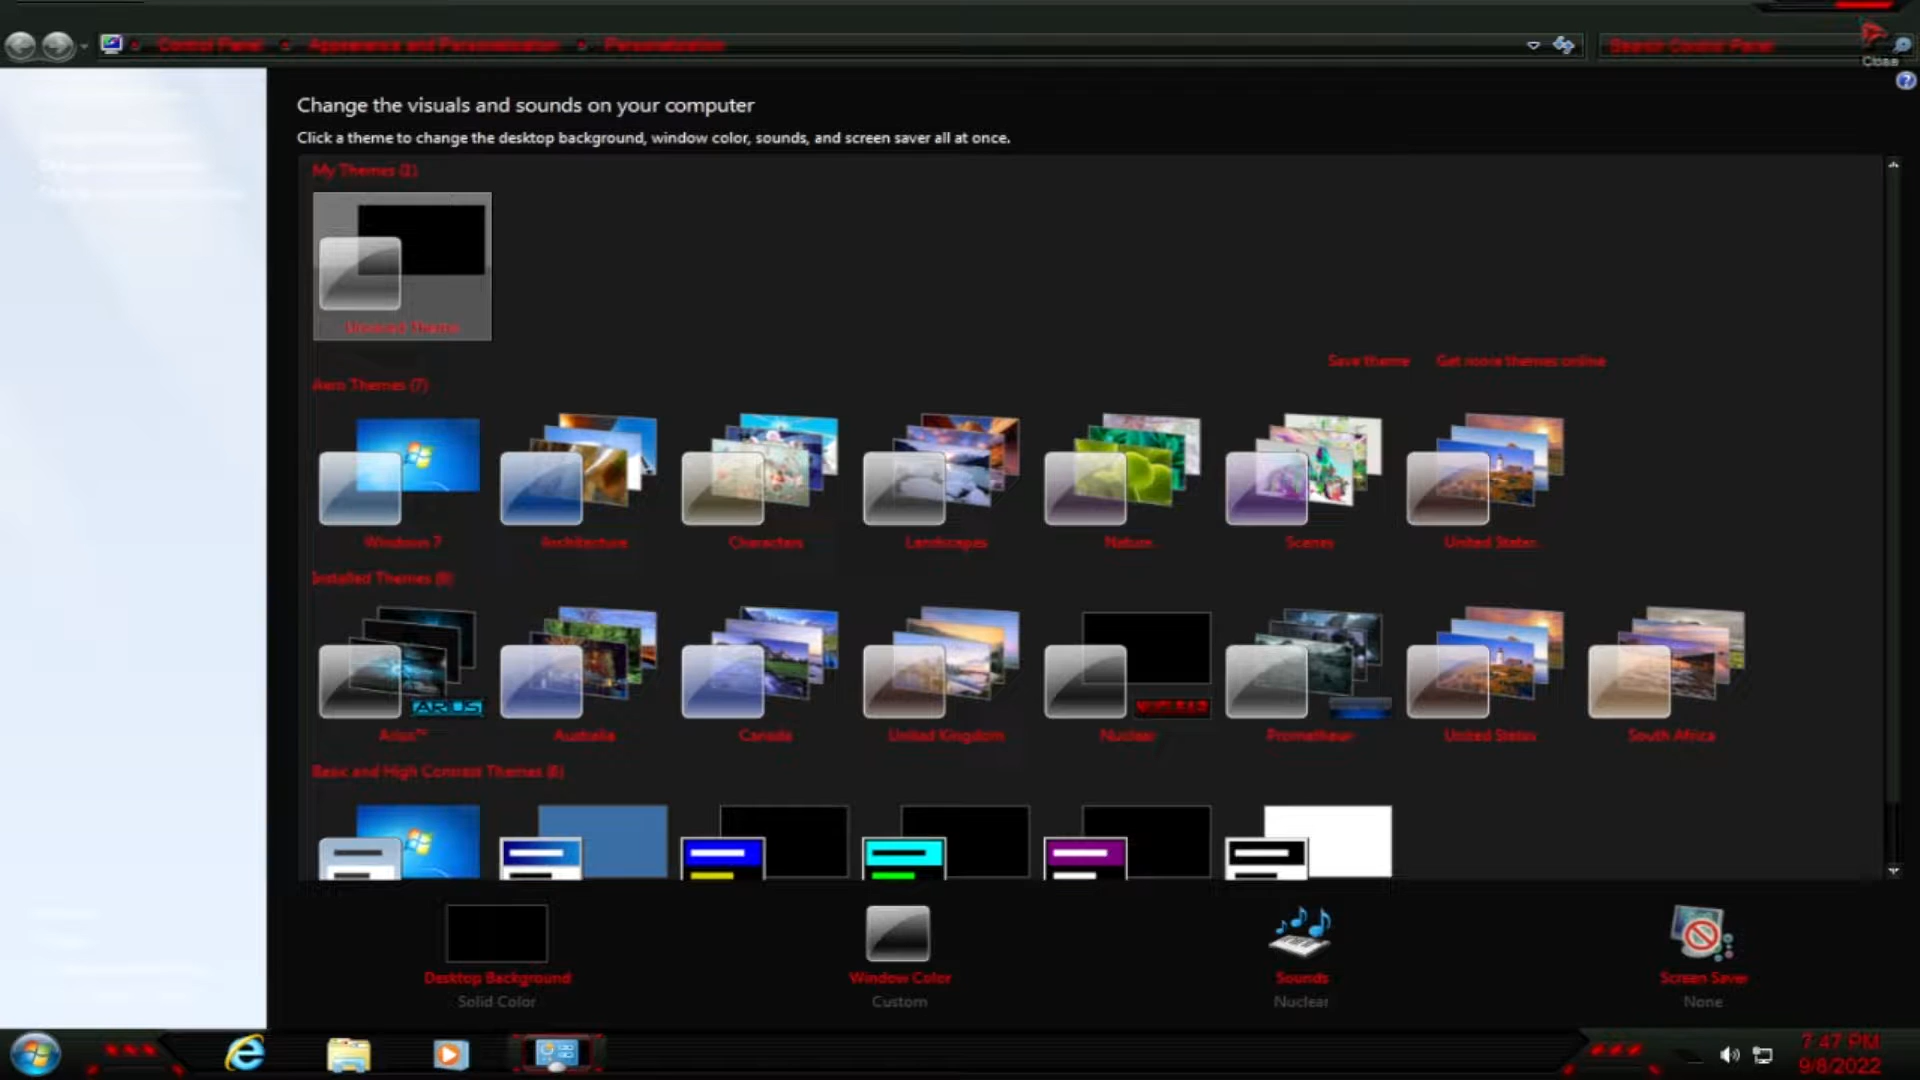 Control Panel
Appearance and Personalization
Personalization
Search Control Panel
Close
Change the visuals and sounds on your computer
Click a theme to change the desktop background, window color, sounds, and screen saver all at once.
My Themes (1)
Unsaved Theme
Save theme
Get more themes online
Aero Themes (7)
Windows 7
Architecture
Characters
Landscapes
Nature
Scenes
United States
Installed Themes (8)
ARIUS
NUCLEAR
Arius™
Australia
Canada
United Kingdom
Nuclear
Prometheus
United States
South Africa
Basic and High Contrast Themes (6)
Desktop Background
Solid Color
Window Color
Custom
Sounds
Nuclear
Screen Saver
None
7:47 PM
9/8/2022